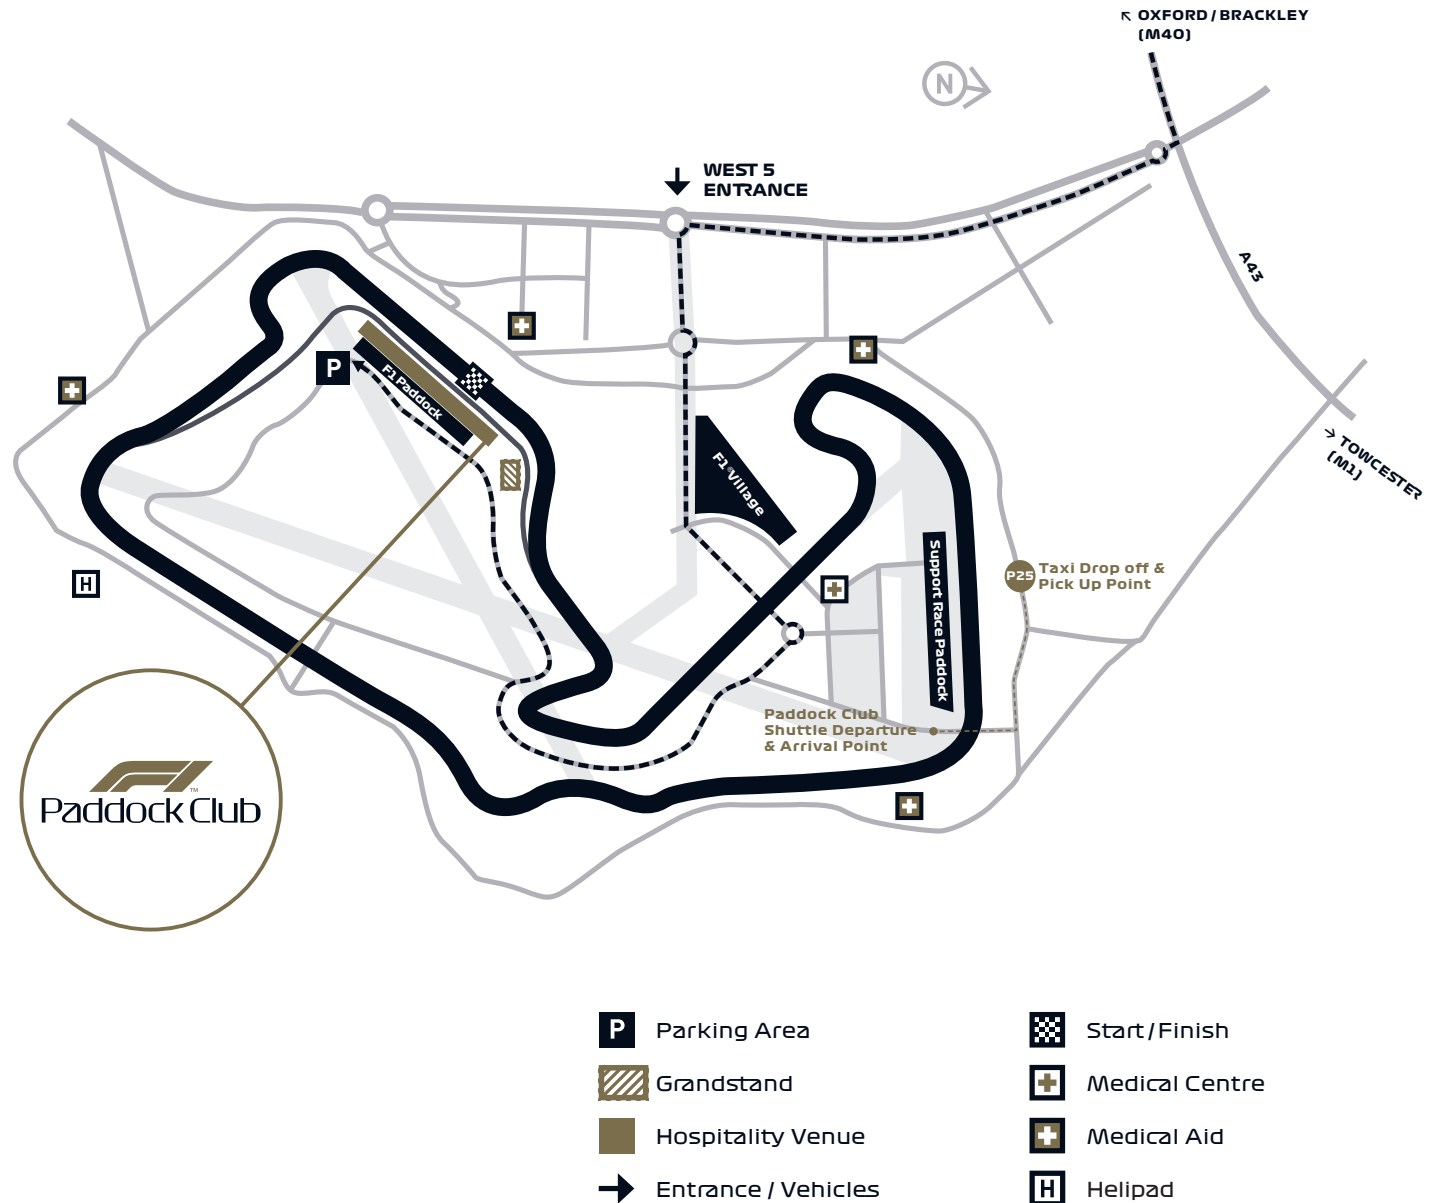 OXFORD / BRACKLEY
(M40)
N
WEST 5
ENTRANCE
A43
TOWCESTER
(M1)
P
F1 Paddock
F1® Village
Support Race Paddock
P25
Taxi Drop off &
Pick Up Point
H
Paddock Club
Shuttle Departure
& Arrival Point
TM
Paddock Club
P Parking Area
Grandstand
Hospitality Venue
Entrance / Vehicles
Start / Finish
Medical Centre
Medical Aid
H Helipad